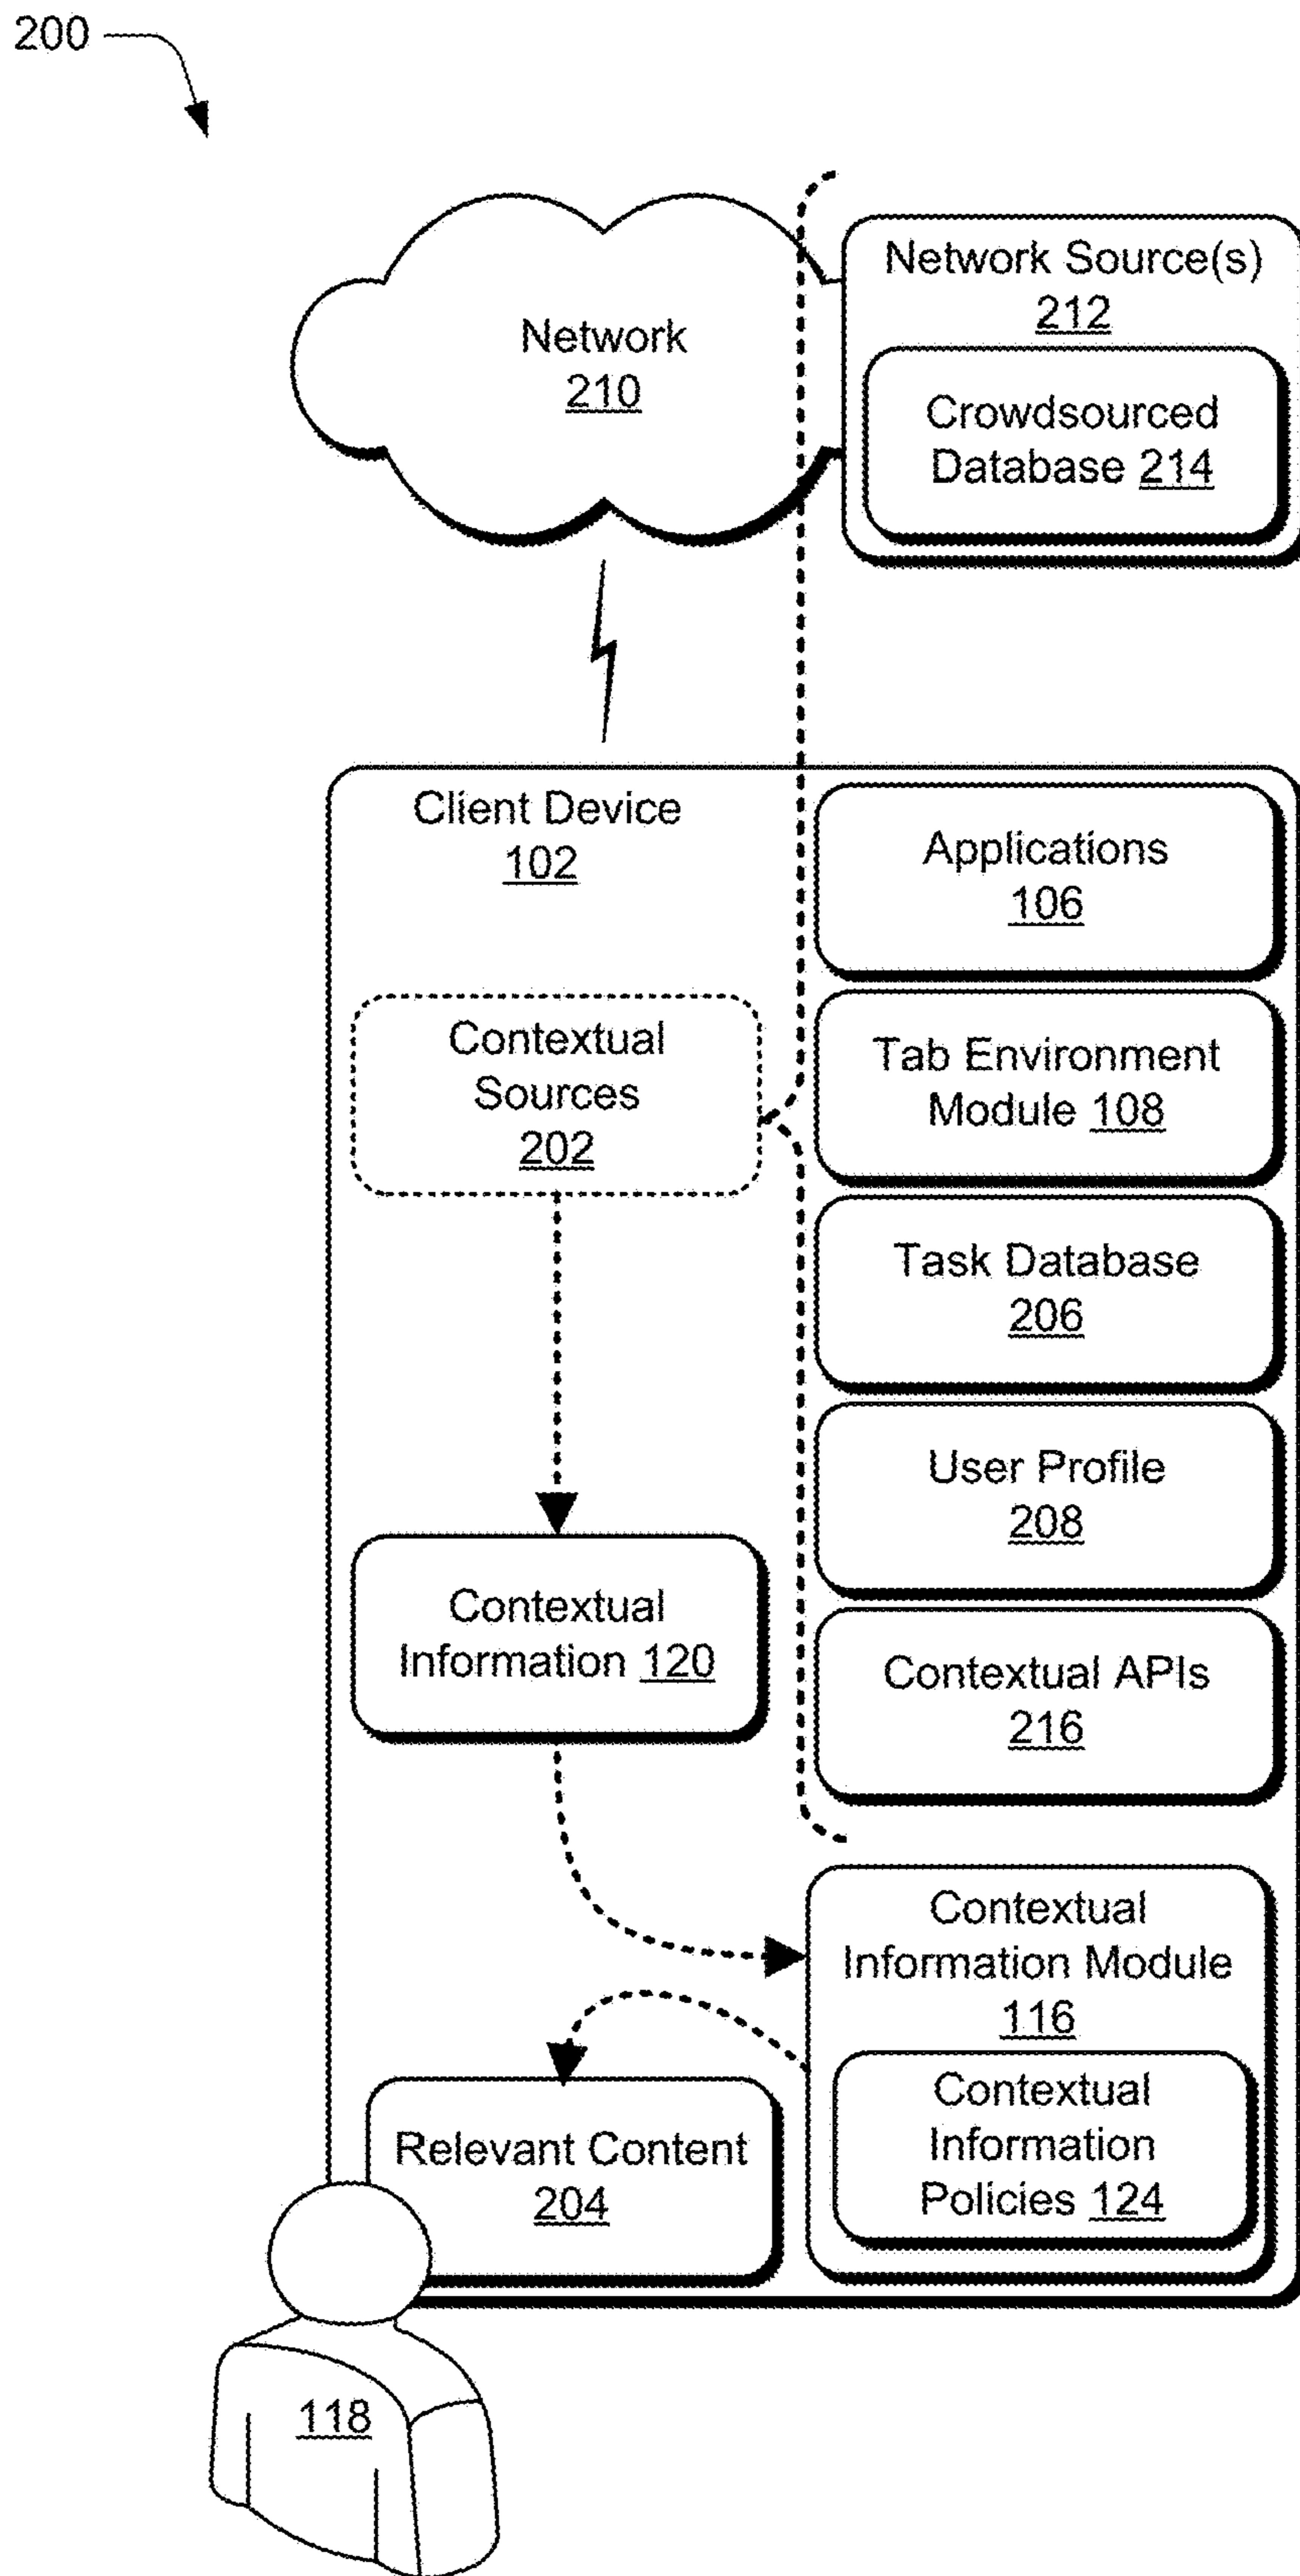 200
Network Source(s)
212
Network
210
Crowdsourced
Database 214
Client Device
102
Applications
106
Contextual
Sources
202
Tab Environment
Module 108
Task Database
206
User Profile
208
Contextual
Information 120
Contextual APIs
216
Contextual
Information Module
116
Contextual
Information
Policies 124
Relevant Content
204
118